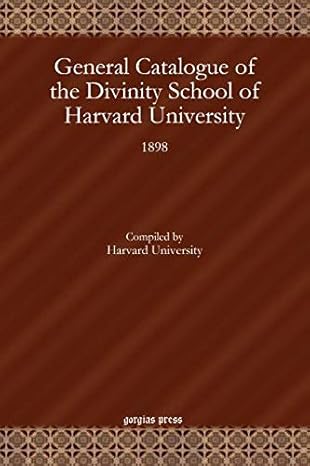 General Catalogue of
the Divinity School of
Harvard University
1898
Compiled by
Harvard University
gorgias press